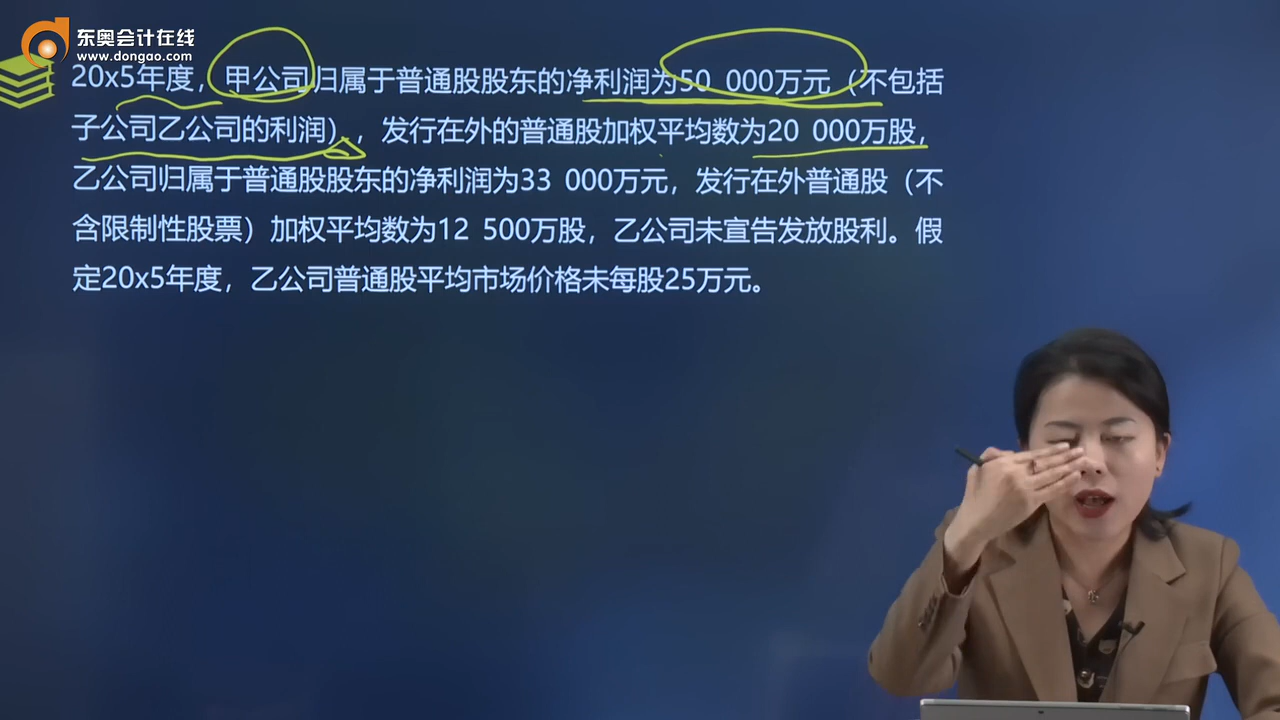 东奥会计在线
www.dongao.com
20x5年度，甲公司归属于普通股股东的净利润为50 000万元（不包括
子公司乙公司的利润），发行在外的普通股加权平均数为20 000万股，
乙公司归属于普通股股东的净利润为33 000万元，发行在外普通股（不
含限制性股票）加权平均数为12 500万股，乙公司未宣告发放股利。假
定20x5年度，乙公司普通股平均市场价格未每股25万元。